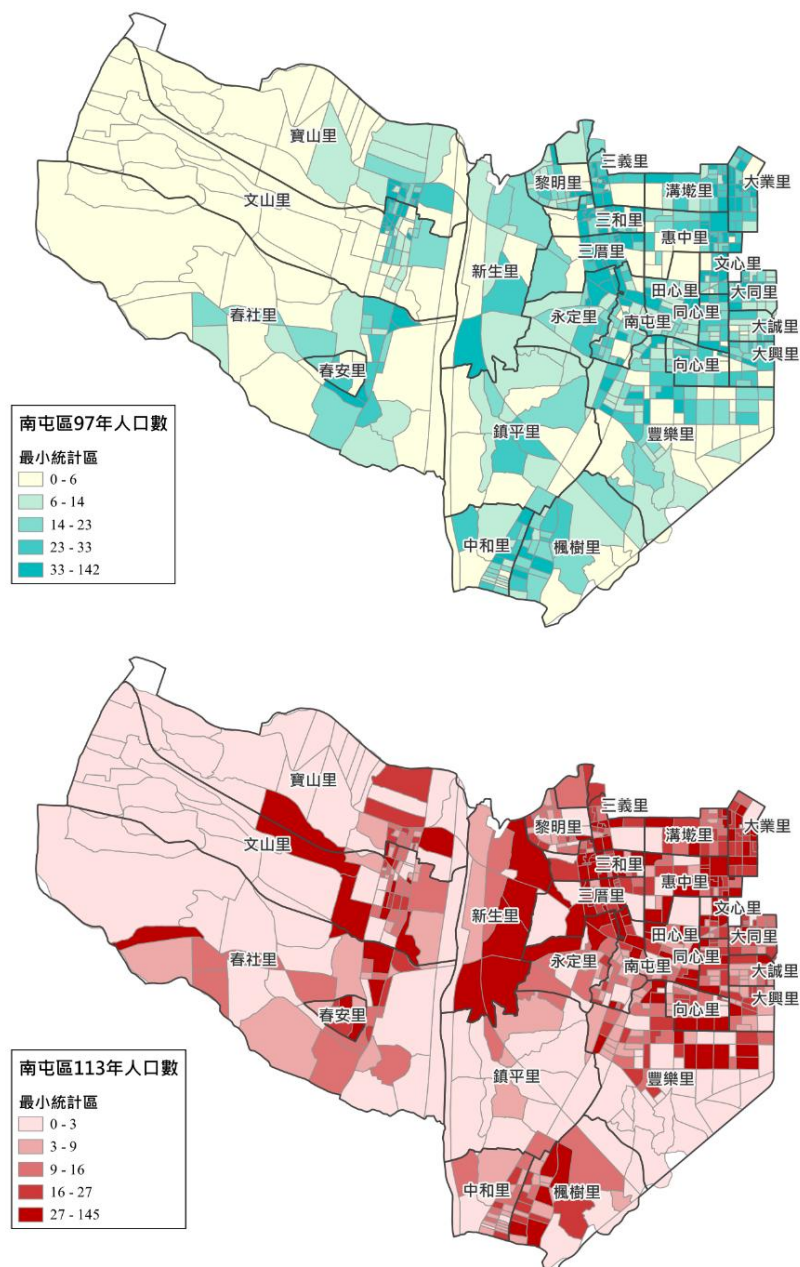 寶山里
三義里
黎明里
溝墘里
大業里
文山里
三和里
惠中里
三厝里
文心里
新生里
田心里
大同里
春社里
永定里
同心里
南屯里
大誠里
大興里
春安里
向心里
鎮平里
豐樂里
中和里
楓樹里
南屯區97年人口數
最小統計區
0 - 6
6 - 14
14 - 23
23 - 33
33 - 142
寶山里
三義里
黎明里
溝墘里
大業里
文山里
三和里
惠中里
三厝里
文心里
新生里
田心里
大同里
春社里
永定里
同心里
南屯里
大誠里
大興里
春安里
向心里
鎮平里
豐樂里
中和里
楓樹里
南屯區113年人口數
最小統計區
0 - 3
3 - 9
9 - 16
16 - 27
27 - 145